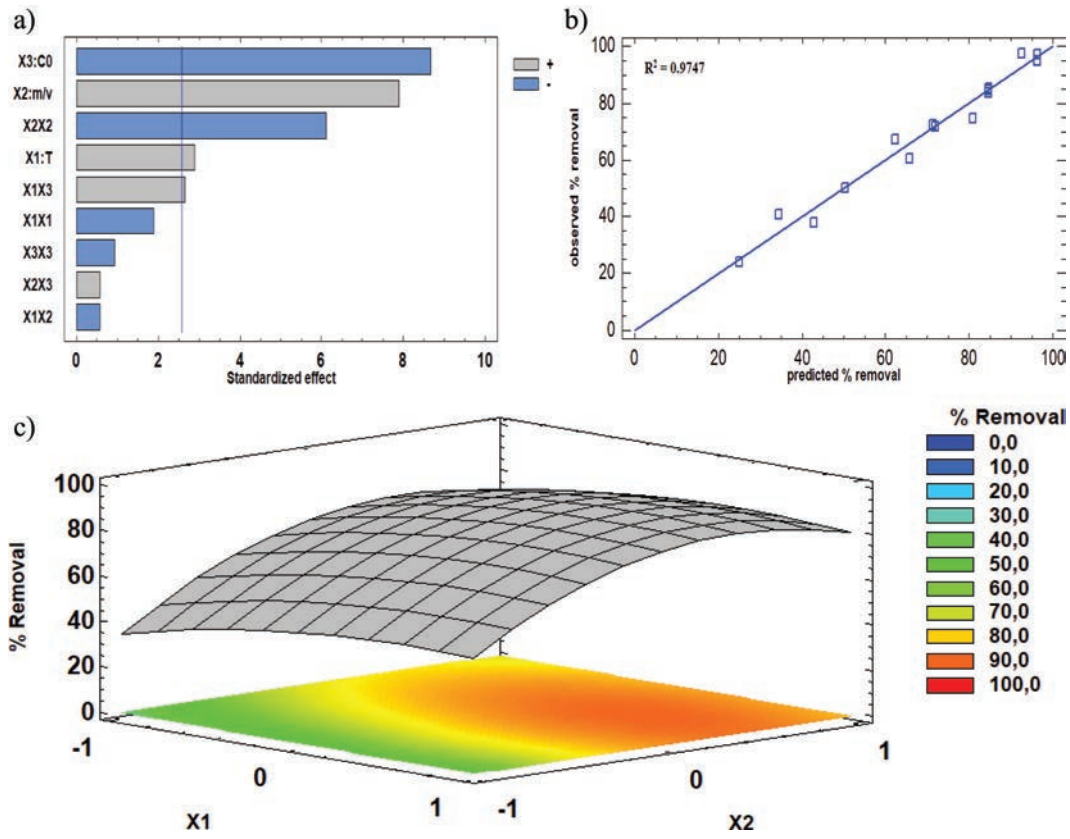 a)
X3:C0
X2:m/v
X2X2
X1:T
X1X3
X1X1
X3X3
X2X3
X1X2
0 2 4 6 8 10
Standardized effect
+
-
b)
R² = 0.9747
observed % removal
100
80
60
40
20
0
0 20 40 60 80 100
predicted % removal
c)
% Removal
100
80
60
40
20
0
-1 0 1
X1
-1 0 1
X2
% Removal
0,0
10,0
20,0
30,0
40,0
50,0
60,0
70,0
80,0
90,0
100,0